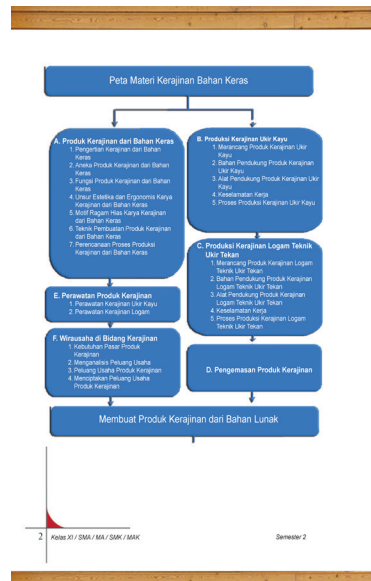 Peta Materi Kerajinan Bahan Keras
A. Produk Kerajinan dari Bahan Keras
1. Pengertian Kerajinan dari Bahan
Keras
2. Aneka Produk Kerajinan dari Bahan
Keras
3. Fungsi Produk Kerajinan dari Bahan
Keras
4. Unsur Estetika dan Ergonomis Karya
Kerajinan dari Bahan Keras
5. Motif Ragam Hias Karya Kerajinan
dari Bahan Keras
6. Teknik Pembuatan Produk Kerajinan
dari Bahan Keras
7. Perencanaan Proses Produksi
Kerajinan dari Bahan Keras
B. Produksi Kerajinan Ukir Kayu
1. Merancang Produk Kerajinan Ukir
Kayu
2. Bahan Pendukung Produk Kerajinan
Ukir Kayu
3. Alat Pendukung Produk Kerajinan Ukir
Kayu
4. Keselamatan Kerja
5. Proses Produksi Kerajinan Ukir Kayu
C. Produksi Kerajinan Logam Teknik
Ukir Tekan
1. Merancang Produk Kerajinan Logam
Teknik Ukir Tekan
2. Bahan Pendukung Produk Kerajinan
Logam Teknik Ukir Tekan
3. Alat Pendukung Produk Kerajinan
Logam Teknik Ukir Tekan
4. Keselamatan Kerja
5. Proses Produksi Kerajinan Logam
Teknik Ukir Tekan
E. Perawatan Produk Kerajinan
1. Perawatan Kerajinan Ukir Kayu
2. Perawatan Kerajinan Logam
F. Wirausaha di Bidang Kerajinan
1. Kebutuhan Pasar Produk
Kerajinan
2. Menganalisis Peluang Usaha
3. Peluang Usaha Produk Kerajinan
4. Menciptakan Peluang Usaha
Produk Kerajinan
D. Pengemasan Produk Kerajinan
Membuat Produk Kerajinan dari Bahan Lunak
2 Kelas XI / SMA / MA / SMK / MAK
Semester 2